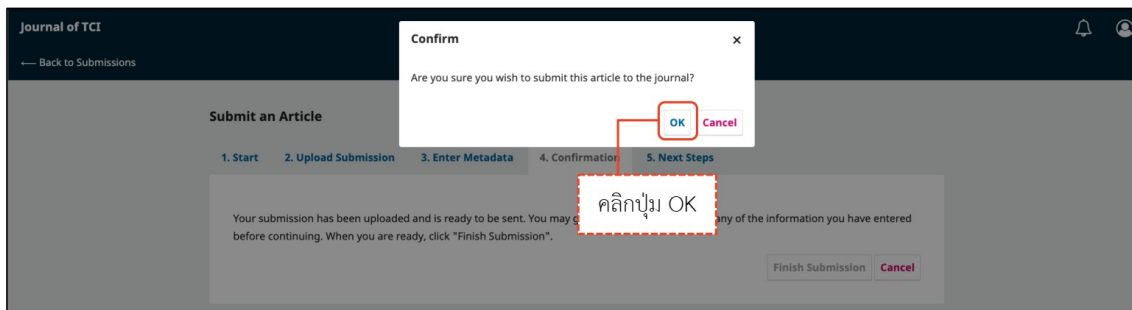 Journal of TCI
← Back to Submissions
Confirm
×
Are you sure you wish to submit this article to the journal?
OK Cancel
Submit an Article
1. Start 2. Upload Submission 3. Enter Metadata 4. Confirmation 5. Next Steps
คลิกปุ่ม OK
Your submission has been uploaded and is ready to be sent. You may g any of the information you have entered
before continuing. When you are ready, click "Finish Submission".
Finish Submission Cancel